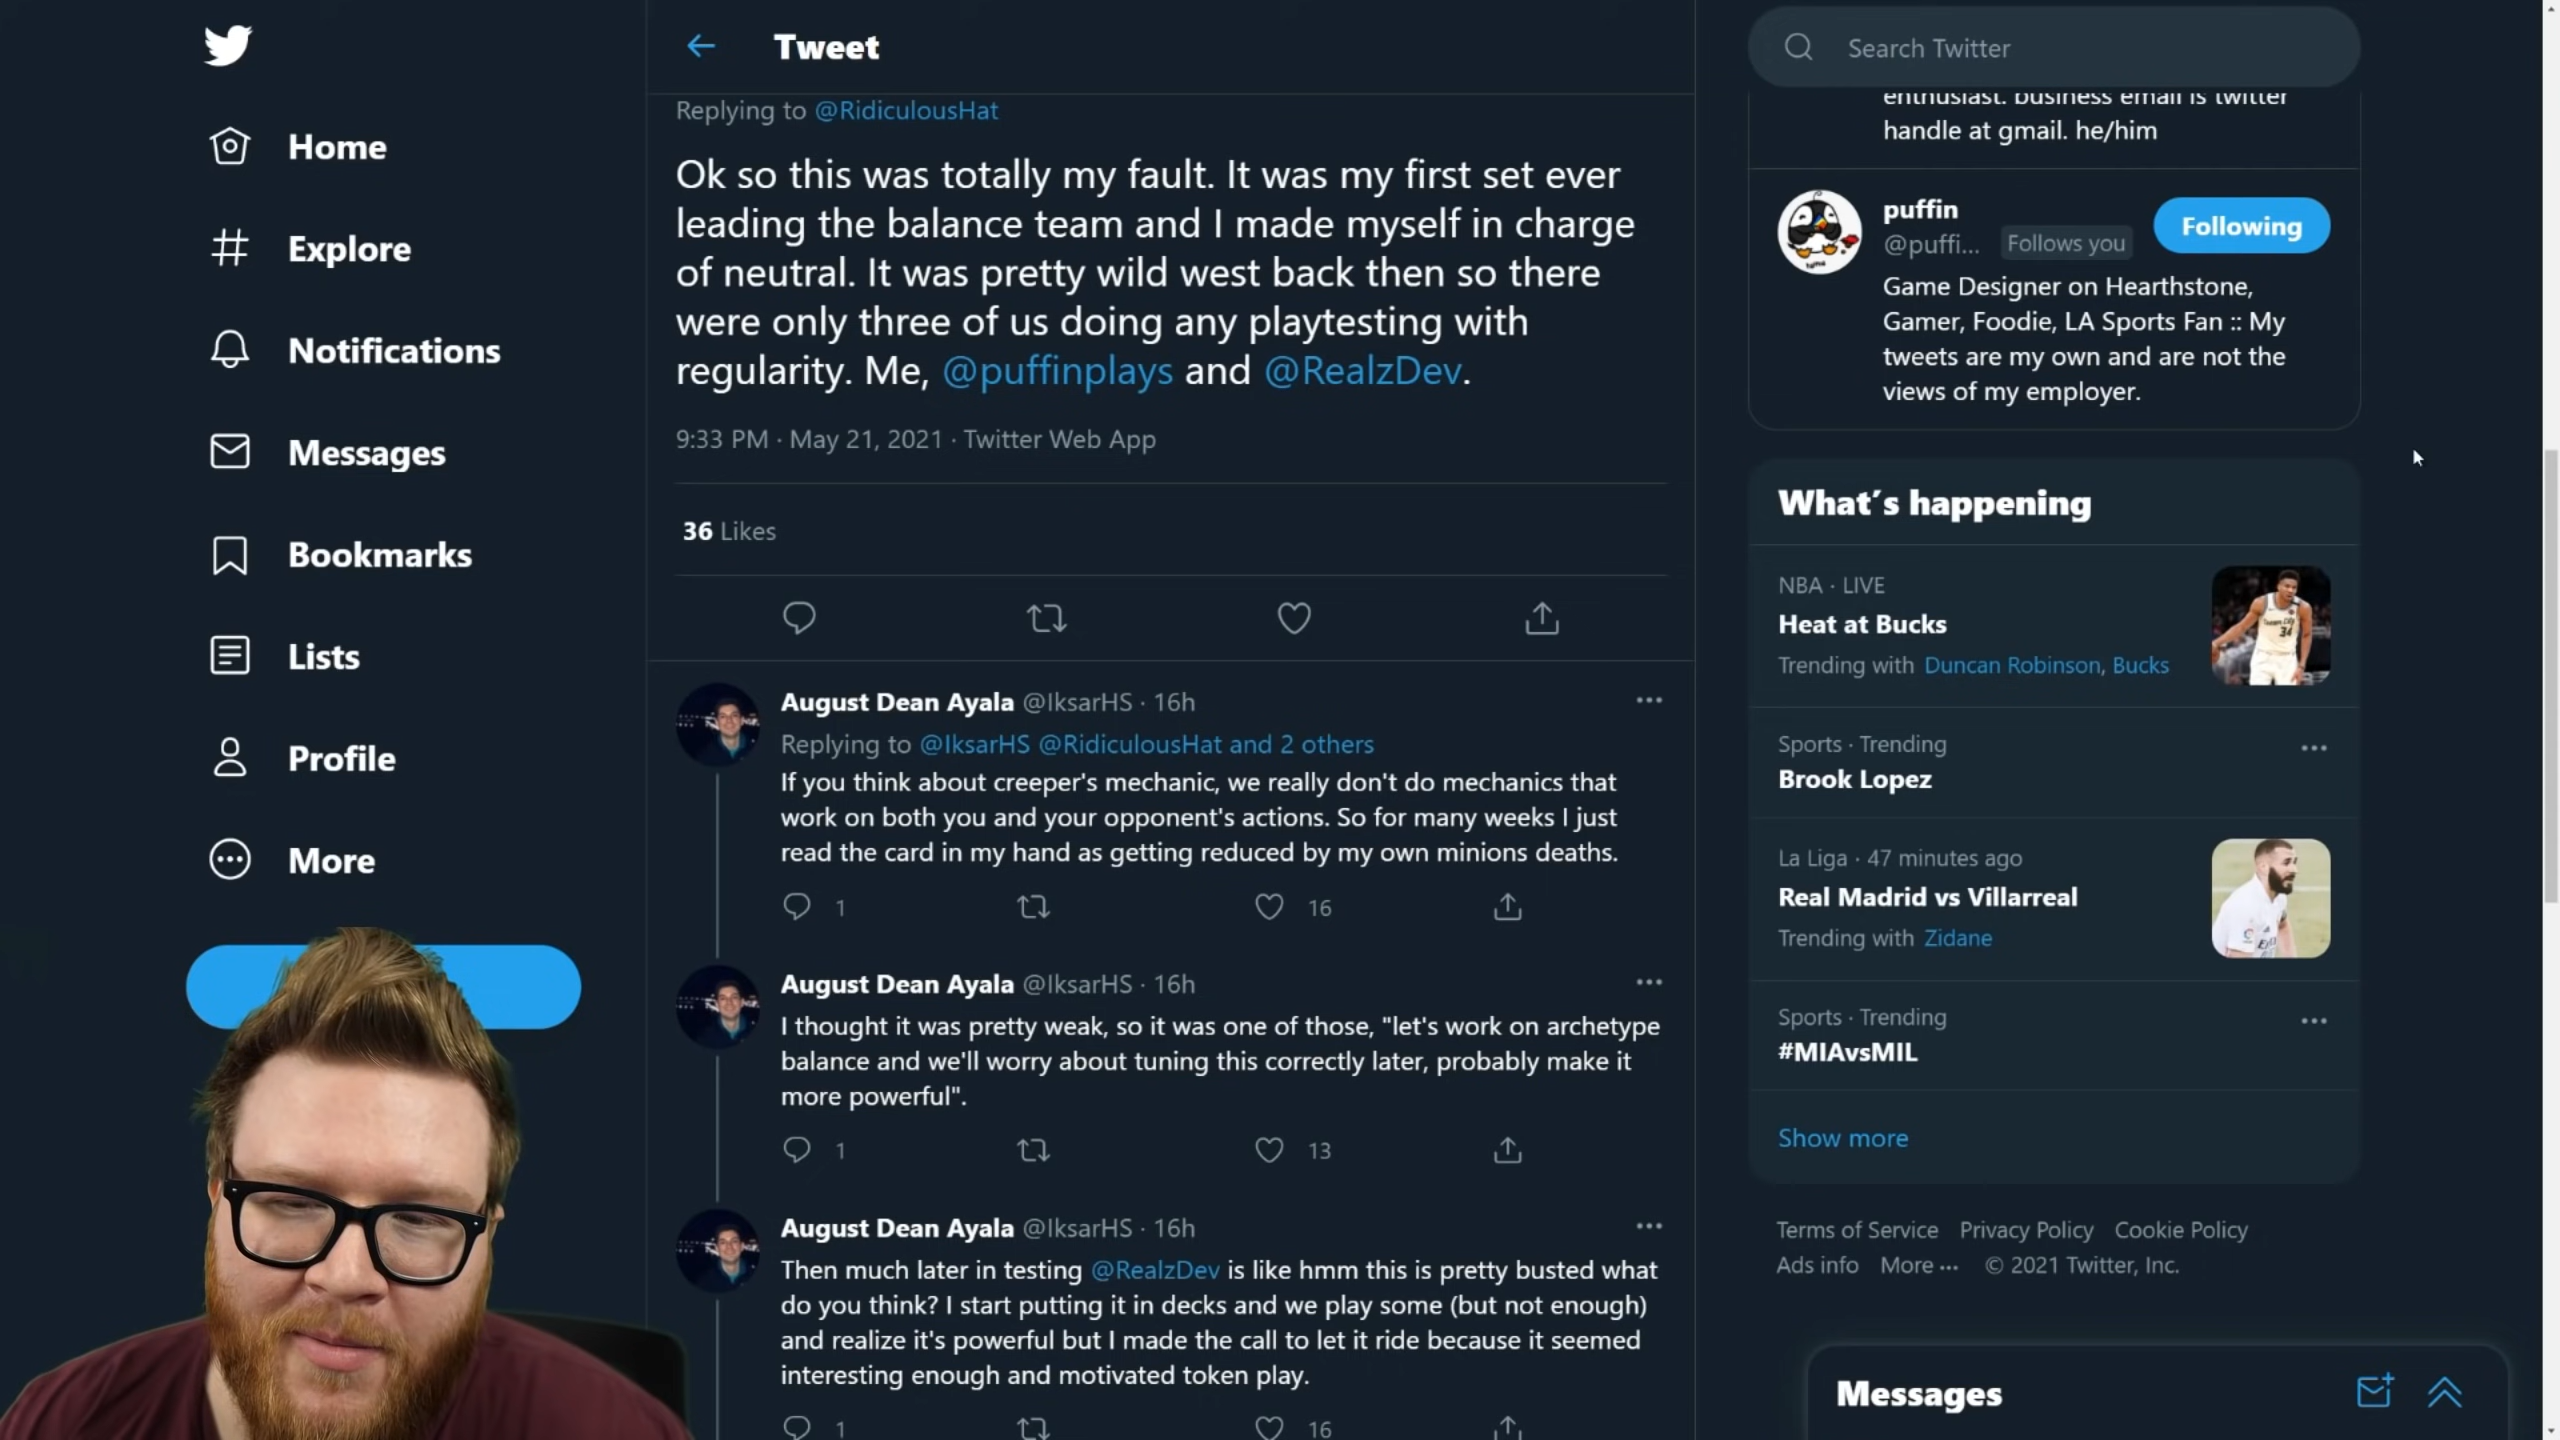 Home
Explore
Notifications
Messages
Bookmarks
Lists
Profile
More
Tweet
Replying to @RidiculousHat
Ok so this was totally my fault. It was my first set ever
leading the balance team and I made myself in charge
of neutral. It was pretty wild west back then so there
were only three of us doing any playtesting with
regularity. Me, @puffinplays and @RealzDev.
9:33 PM · May 21, 2021 · Twitter Web App
36 Likes
August Dean Ayala @IksarHS · 16h
Replying to @IksarHS @RidiculousHat and 2 others
If you think about creeper's mechanic, we really don't do mechanics that
work on both you and your opponent's actions. So for many weeks I just
read the card in my hand as getting reduced by my own minions deaths.
1 16
August Dean Ayala @IksarHS · 16h
I thought it was pretty weak, so it was one of those, "let's work on archetype
balance and we'll worry about tuning this correctly later, probably make it
more powerful".
1 13
August Dean Ayala @IksarHS · 16h
Then much later in testing @RealzDev is like hmm this is pretty busted what
do you think? I start putting it in decks and we play some (but not enough)
and realize it's powerful but I made the call to let it ride because it seemed
interesting enough and motivated token play.
1 16
Search Twitter
enthusiast. business email is twitter
handle at gmail. he/him
puffin
@puffi... Follows you
Following
Game Designer on Hearthstone,
Gamer, Foodie, LA Sports Fan :: My
tweets are my own and are not the
views of my employer.
What's happening
NBA · LIVE
Heat at Bucks
Trending with Duncan Robinson, Bucks
34
Sports · Trending
Brook Lopez
La Liga · 47 minutes ago
Real Madrid vs Villarreal
Trending with Zidane
Sports · Trending
#MIAvsMIL
Show more
Terms of Service Privacy Policy Cookie Policy
Ads info More ··· © 2021 Twitter, Inc.
Messages